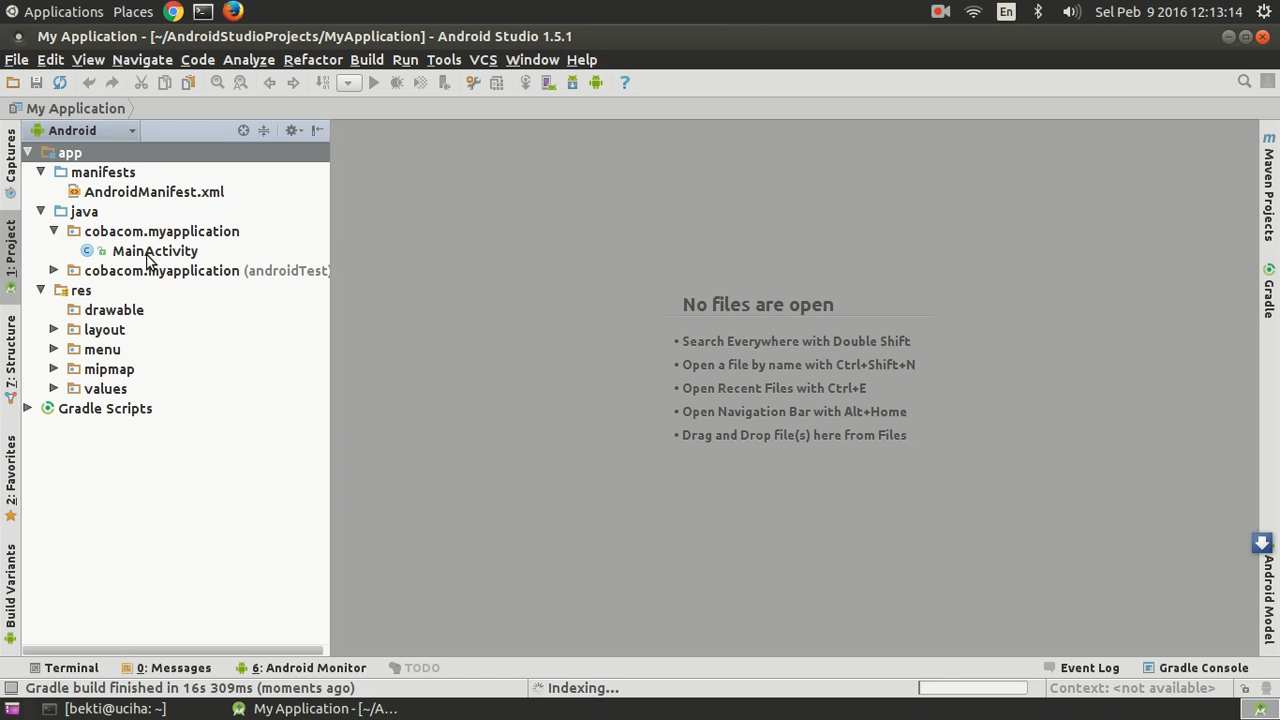 Applications Places En Sel Peb 9 2016 12:13:14
My Application - [~/AndroidStudioProjects/MyApplication] - Android Studio 1.5.1
File Edit View Navigate Code Analyze Refactor Build Run Tools VCS Window Help
My Application
Android
app
manifests
AndroidManifest.xml
java
cobacom.myapplication
MainActivity
cobacom.myapplication (androidTest)
res
drawable
layout
menu
mipmap
values
Gradle Scripts
Captures
1: Project
7: Structure
2: Favorites
Build Variants
No files are open
• Search Everywhere with Double Shift
• Open a file by name with Ctrl+Shift+N
• Open Recent Files with Ctrl+E
• Open Navigation Bar with Alt+Home
• Drag and Drop file(s) here from Files
m
Maven Projects
Gradle
Android Model
Terminal 0: Messages 6: Android Monitor TODO Event Log Gradle Console
Gradle build finished in 16s 309ms (moments ago) Indexing... Context: <not available>
[bekti@uciha: ~] My Application - [~/A...